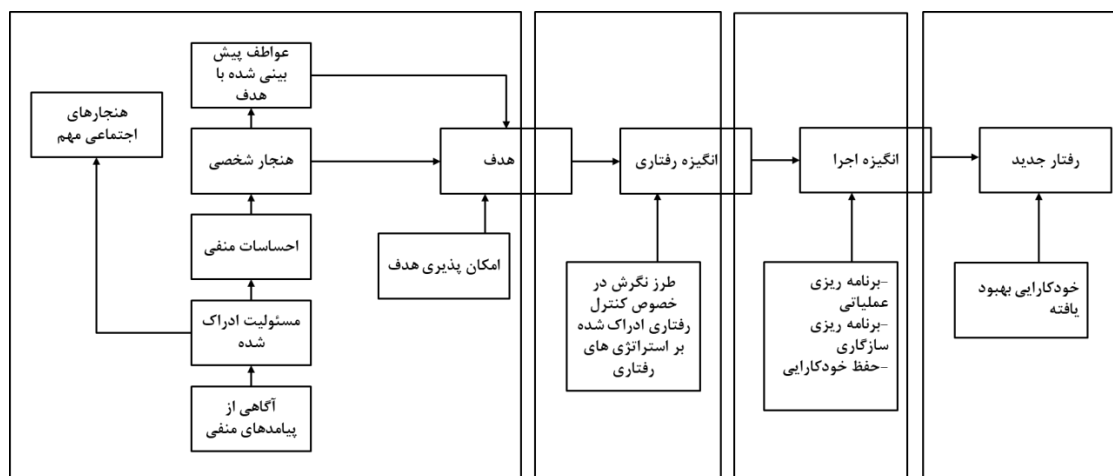 عواطف پیش
بینی شده با
هدف
هنجارهای
اجتماعی مهم
هنجار شخصی
هدف
انگیزه رفتاری
انگیزه اجرا
رفتار جدید
احساسات منفی
امکان پذیری هدف
مسئولیت ادراک
شده
آگاهی از
پیامدهای منفی
طرز نگرش در
خصوص کنترل
رفتاری ادراک شده
بر استراتژی های
رفتاری
-برنامه ریزی
عملیاتی
-برنامه ریزی
سازگاری
-حفظ خودکارایی
خودکارایی بهبود
یافته